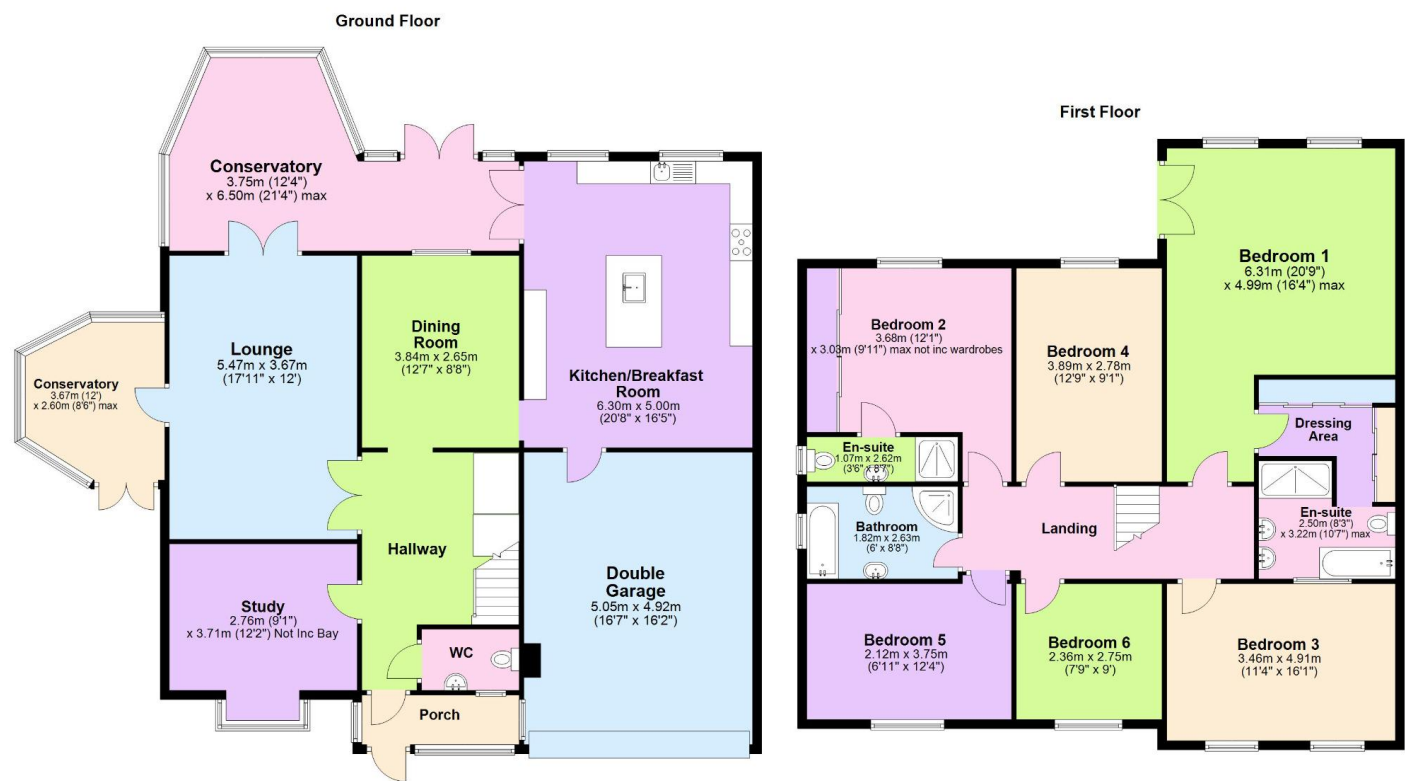 Ground Floor
Conservatory
3.75m (12'4")
x 6.50m (21'4") max
Lounge
5.47m x 3.67m
(17'11" x 12')
Dining
Room
3.84m x 2.65m
(12'7" x 8'8")
Kitchen/Breakfast
Room
6.30m x 5.00m
(20'8" x 16'5")
Conservatory
3.67m (12')
x 2.60m (8'6") max
Hallway
Study
2.76m (9'1")
x 3.71m (12'2") Not Inc Bay
Double
Garage
5.05m x 4.92m
(16'7" x 16'2")
WC
Porch
First Floor
Bedroom 1
6.31m (20'9")
x 4.99m (16'4") max
Bedroom 2
3.68m (12'1")
x 3.03m (9'11") max not inc wardrobes
Bedroom 4
3.89m x 2.78m
(12'9" x 9'1")
Dressing
Area
En-suite
1.07m x 2.62m
(3'6" x 8'7")
Bathroom
1.82m x 2.63m
(6' x 8'8")
Landing
En-suite
2.50m (8'3")
x 3.22m (10'7") max
Bedroom 5
2.12m x 3.75m
(6'11" x 12'4")
Bedroom 6
2.36m x 2.75m
(7'9" x 9')
Bedroom 3
3.46m x 4.91m
(11'4" x 16'1")